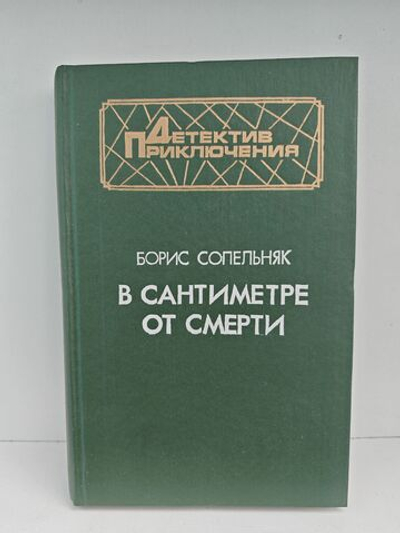 ДЕТЕКТИВ
ПРИКЛЮЧЕНИЯ
БОРИС СОПЕЛЬНЯК
В САНТИМЕТРЕ
ОТ СМЕРТИ